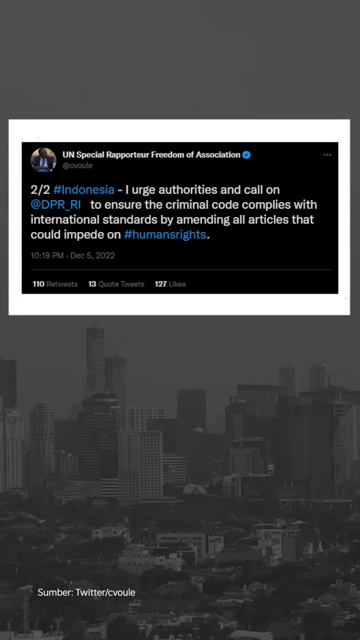 UN Special Rapporteur Freedom of Association
@cvoule
2/2 #Indonesia - I urge authorities and call on
@DPR_RI to ensure the criminal code complies with
international standards by amending all articles that
could impede on #humansrights.
10:19 PM - Dec 5, 2022
110 Retweets 13 Quote Tweets 127 Likes
Sumber: Twitter/cvoule